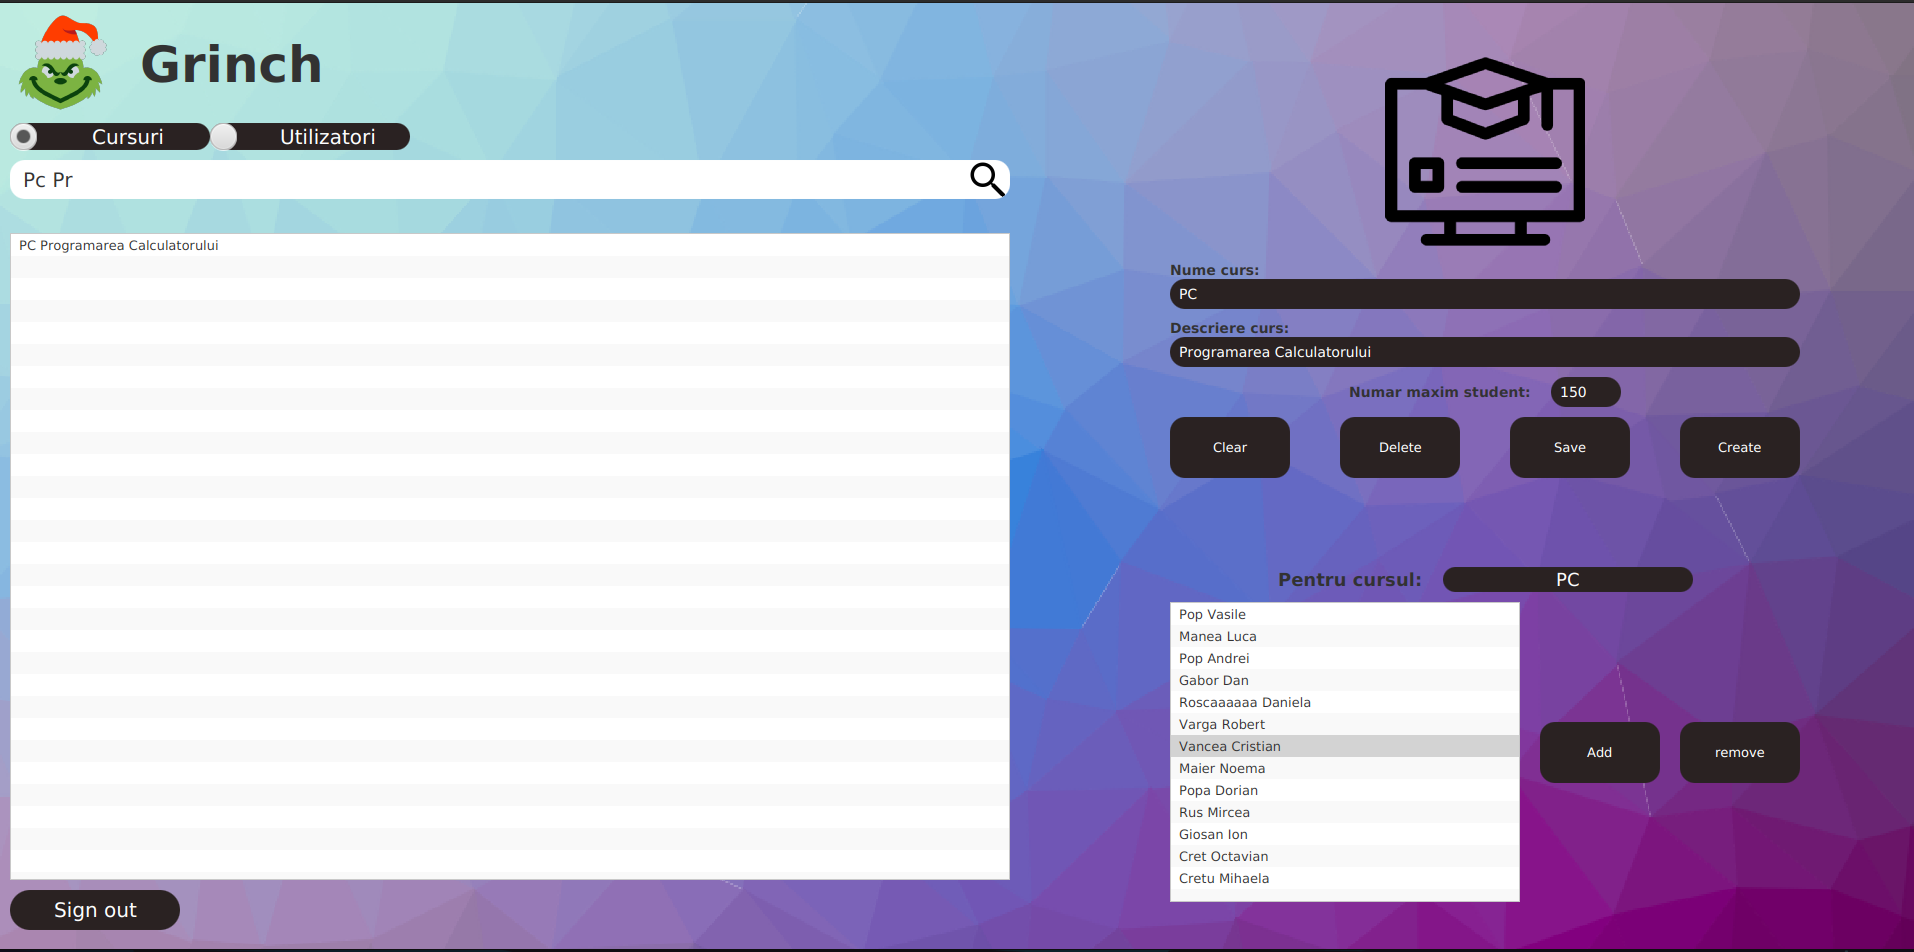 Grinch
Cursuri
Utilizatori
Pc Pr
PC Programarea Calculatorului
Sign out
Nume curs:
PC
Descriere curs:
Programarea Calculatorului
Numar maxim student: 150
Clear
Delete
Save
Create
Pentru cursul: PC
Pop Vasile
Manea Luca
Pop Andrei
Gabor Dan
Roscaaaaaa Daniela
Varga Robert
Vancea Cristian
Maier Noema
Popa Dorian
Rus Mircea
Giosan Ion
Cret Octavian
Cretu Mihaela
Add
remove